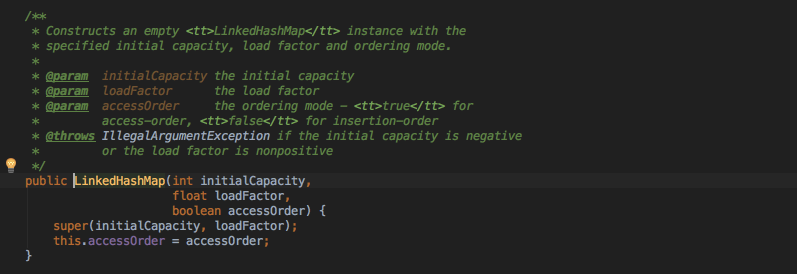 /**
 * Constructs an empty <tt>LinkedHashMap</tt> instance with the
 * specified initial capacity, load factor and ordering mode.
 *
 * @param  initialCapacity the initial capacity
 * @param  loadFactor      the load factor
 * @param  accessOrder     the ordering mode - <tt>true</tt> for
 *         access-order, <tt>false</tt> for insertion-order
 * @throws IllegalArgumentException if the initial capacity is negative
 *         or the load factor is nonpositive
 */
public LinkedHashMap(int initialCapacity,
                     float loadFactor,
                     boolean accessOrder) {
    super(initialCapacity, loadFactor);
    this.accessOrder = accessOrder;
}